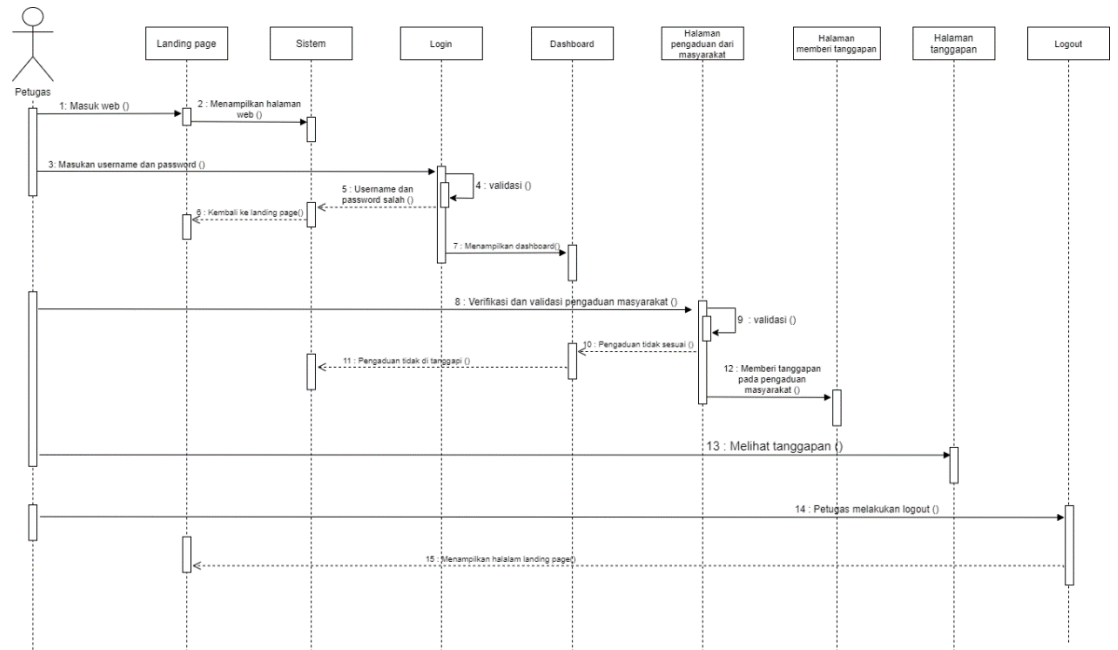 Petugas
Landing page
Sistem
Login
Dashboard
Halaman
pengaduan dari
masyarakat
Halaman
memberi tanggapan
Halaman
tanggapan
Logout
1: Masuk web ()
2 : Menampilkan halaman
web ()
3: Masukan username dan password ()
4 : validasi ()
5 : Username dan
password salah ()
6 : Kembali ke landing page()
7 : Menampilkan dashboard()
8 : Verifikasi dan validasi pengaduan masyarakat ()
9 : validasi ()
10 : Pengaduan tidak sesuai ()
11 : Pengaduan tidak di tanggapi ()
12 : Memberi tanggapan
pada pengaduan
masyarakat ()
13 : Melihat tanggapan ()
14 : Petugas melakukan logout ()
15 : Menampilkan halalam landing page()